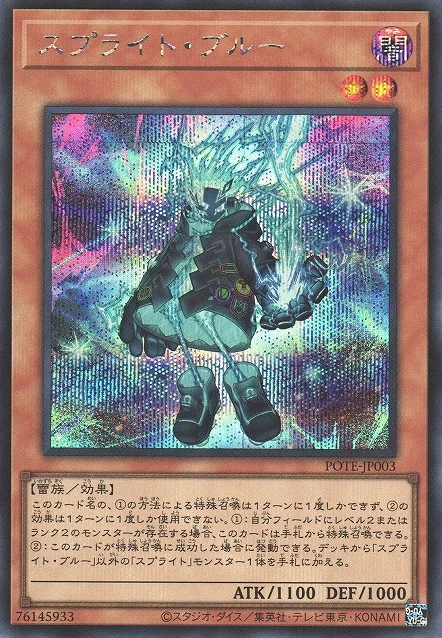 スプライト・ブルー
闇
ATK/1100 DEF/1000
POTE-JP003
【雷族／効果】
このカード名の、①の方法による特殊召喚は１ターンに１度しかできず、②の
効果は１ターンに１度しか使用できない。①：自分フィールドにレベル２または
ランク２のモンスターが存在する場合、このカードは手札から特殊召喚できる。
②：このカードが特殊召喚に成功した場合に発動できる。デッキから「スプラ
イト・ブルー」以外の「スプライト」モンスター１体を手札に加える。
76145933
©スタジオ・ダイス／集英社・テレビ東京・KONAMI